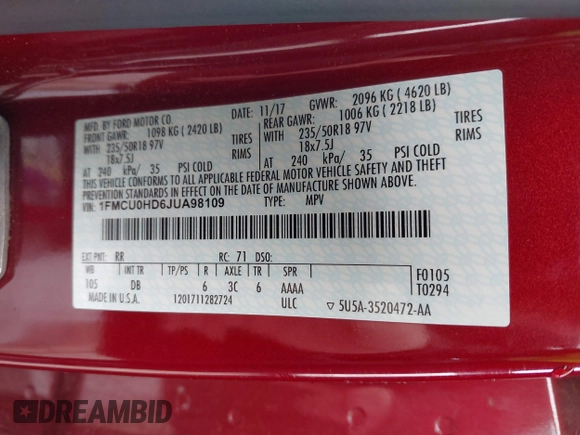 MFD. BY FORD MOTOR CO. 11/17 GVWR: 2096 KG ( 4620 LB)
FRONT GAWR: 1098 KG ( 2420 LB) REAR GAWR: 1006 KG ( 2218 LB)
WITH 235/50R18 97V TIRES WITH 235/50R18 97V TIRES
18x7.5J RIMS 18x7.5J RIMS
AT 240 kPa/ 35 PSI COLD AT 240 kPa/ 35 PSI COLD
THIS VEHICLE CONFORMS TO ALL APPLICABLE FEDERAL MOTOR VEHICLE SAFETY AND THEFT
PREVENTION STANDARDS IN EFFECT ON THE DATE OF MANUFACTURE SHOWN ABOVE.
VIN: 1FMCU0HD6JUA98109 TYPE: MPV
EXT PNT: RR RC: 71 DSO:
WB INT TR TP/PS R AXLE TR SPR F0105
105 DB 6 3C 6 AAAA T0294
MADE IN U.S.A. 1201711282724 ULC ▽ 5U5A-3520472-AA
DREAMBID